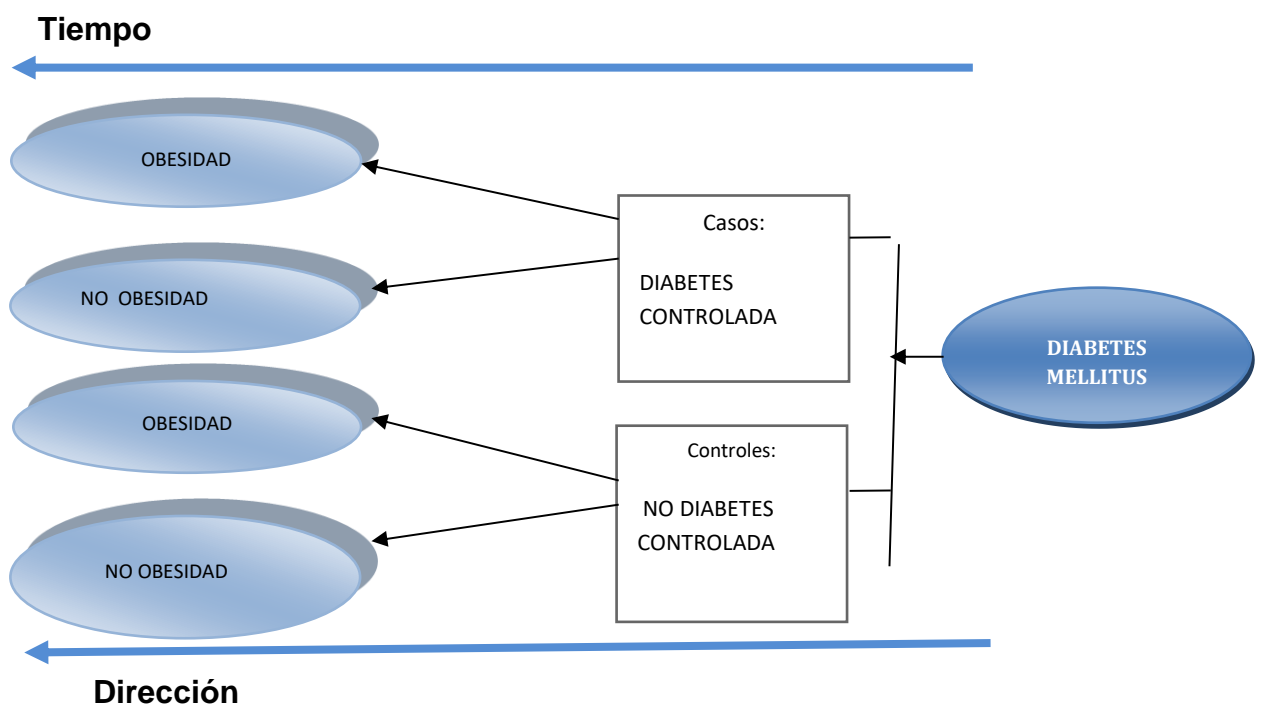 Tiempo
OBESIDAD
NO OBESIDAD
OBESIDAD
NO OBESIDAD
Casos:
DIABETES
CONTROLADA
Controles:
NO DIABETES
CONTROLADA
DIABETES
MELLITUS
Dirección